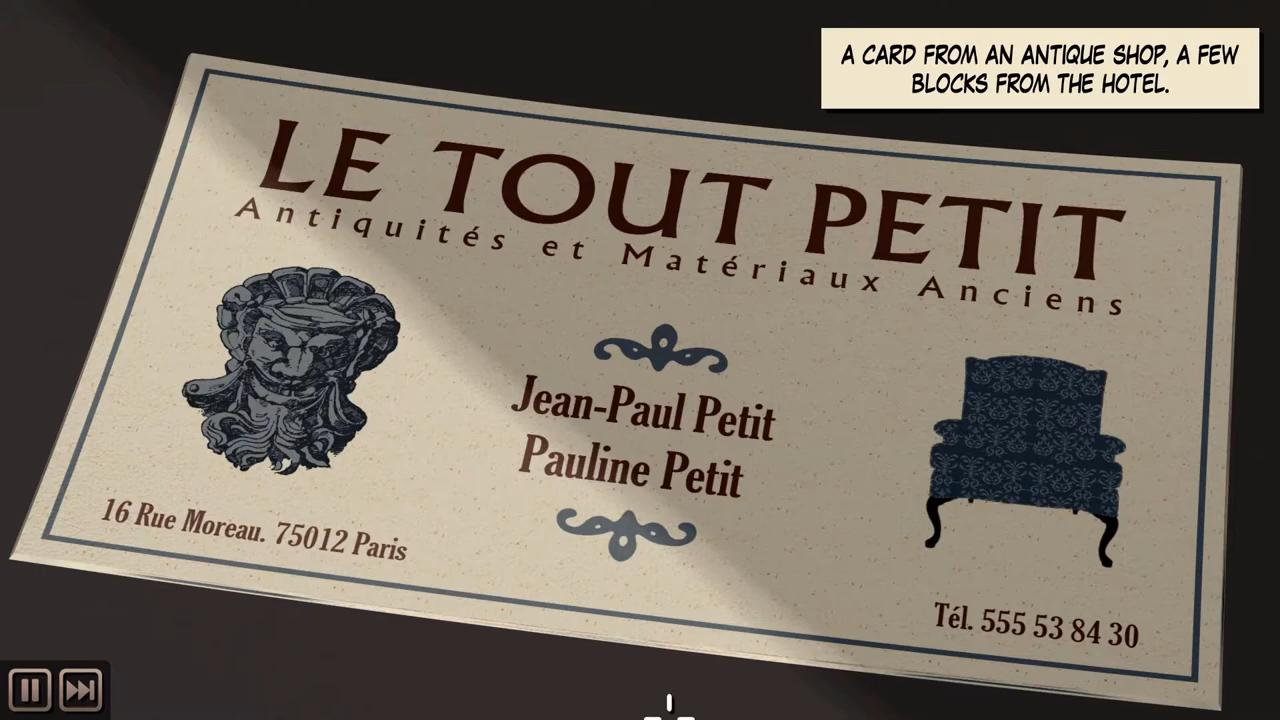 A CARD FROM AN ANTIQUE SHOP, A FEW
BLOCKS FROM THE HOTEL.
LE TOUT PETIT
Antiquités et Matériaux Anciens
Jean-Paul Petit
Pauline Petit
16 Rue Moreau. 75012 Paris
Tél. 555 53 84 30